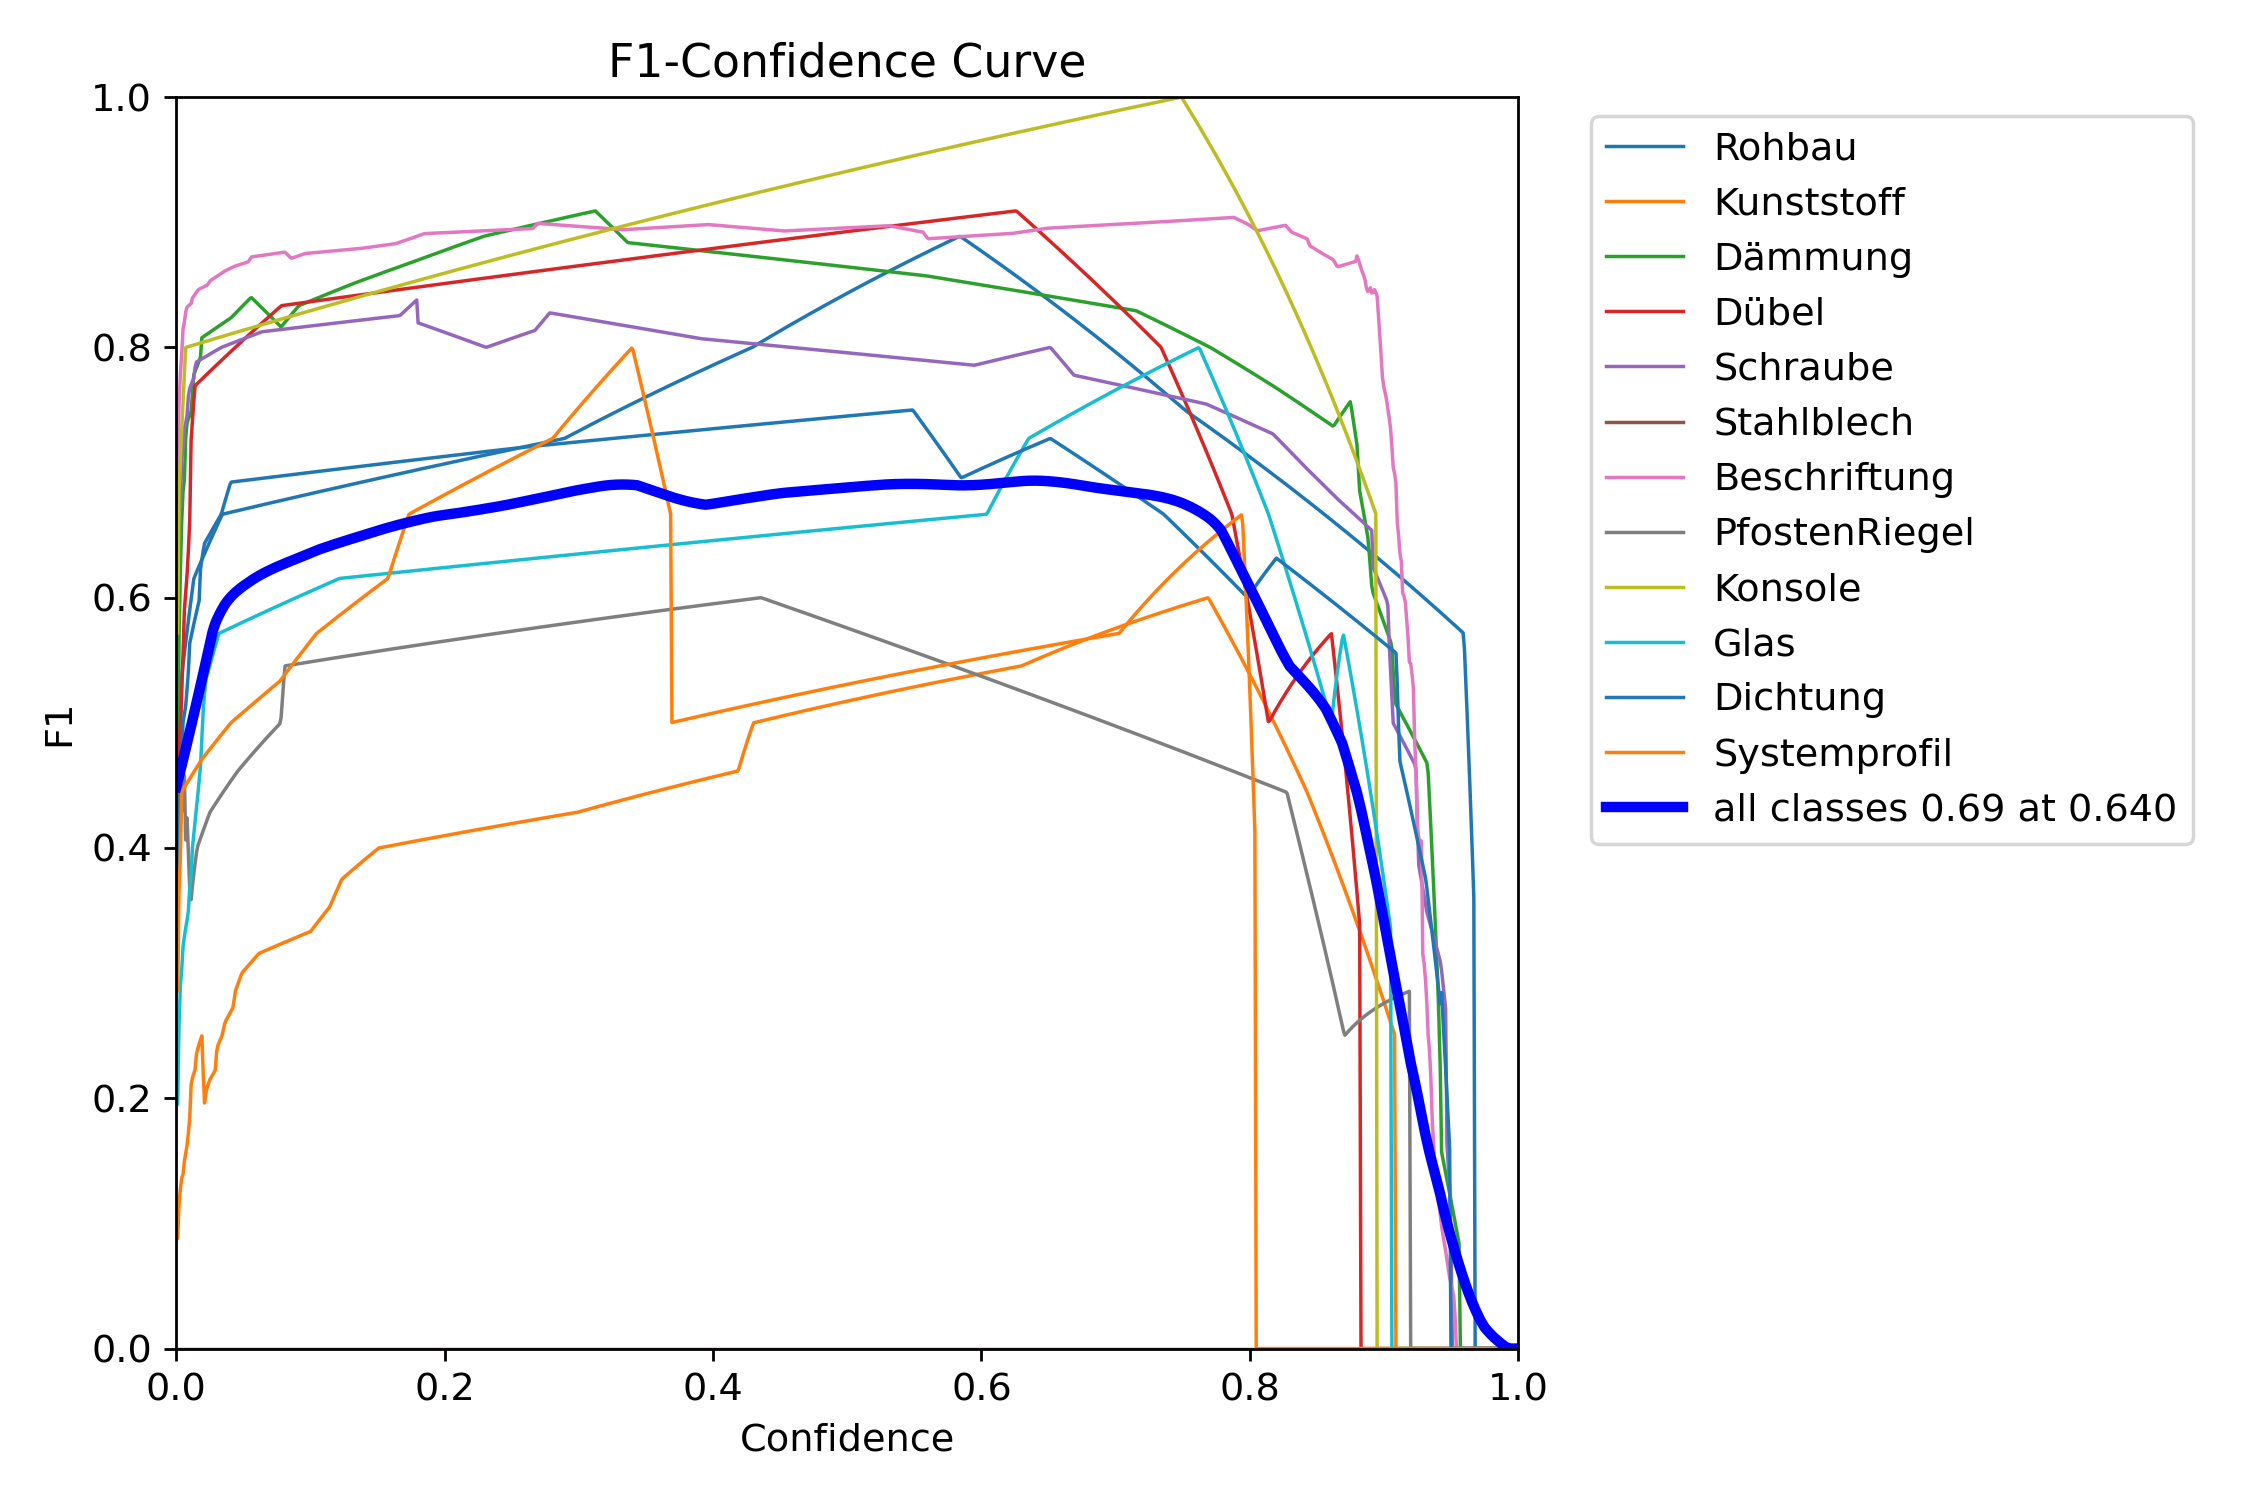 F1-Confidence Curve
1.0
0.8
0.6
0.4
0.2
0.0
F1
0.0 0.2 0.4 0.6 0.8 1.0
Confidence
Rohbau
Kunststoff
Dämmung
Dübel
Schraube
Stahlblech
Beschriftung
PfostenRiegel
Konsole
Glas
Dichtung
Systemprofil
all classes 0.69 at 0.640